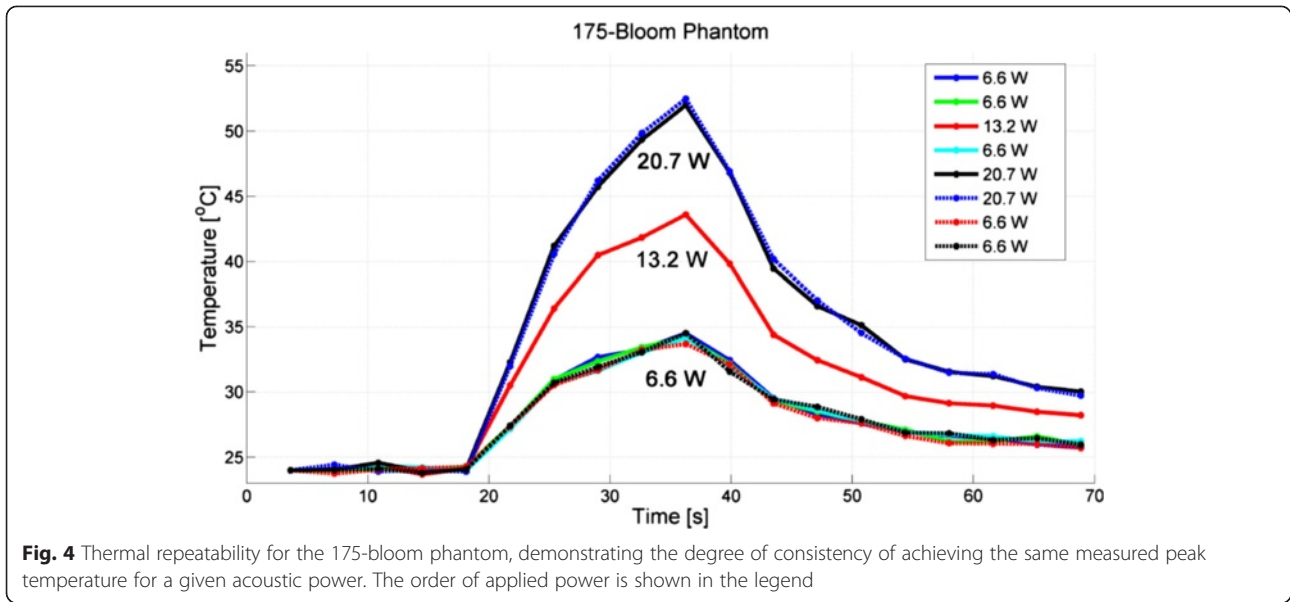 175-Bloom Phantom
Temperature [°C]
55
50
45
40
35
30
25
0 10 20 30 40 50 60 70
Time [s]
20.7 W
13.2 W
6.6 W
6.6 W
6.6 W
13.2 W
6.6 W
20.7 W
20.7 W
6.6 W
6.6 W
Fig. 4 Thermal repeatability for the 175-bloom phantom, demonstrating the degree of consistency of achieving the same measured peak
temperature for a given acoustic power. The order of applied power is shown in the legend